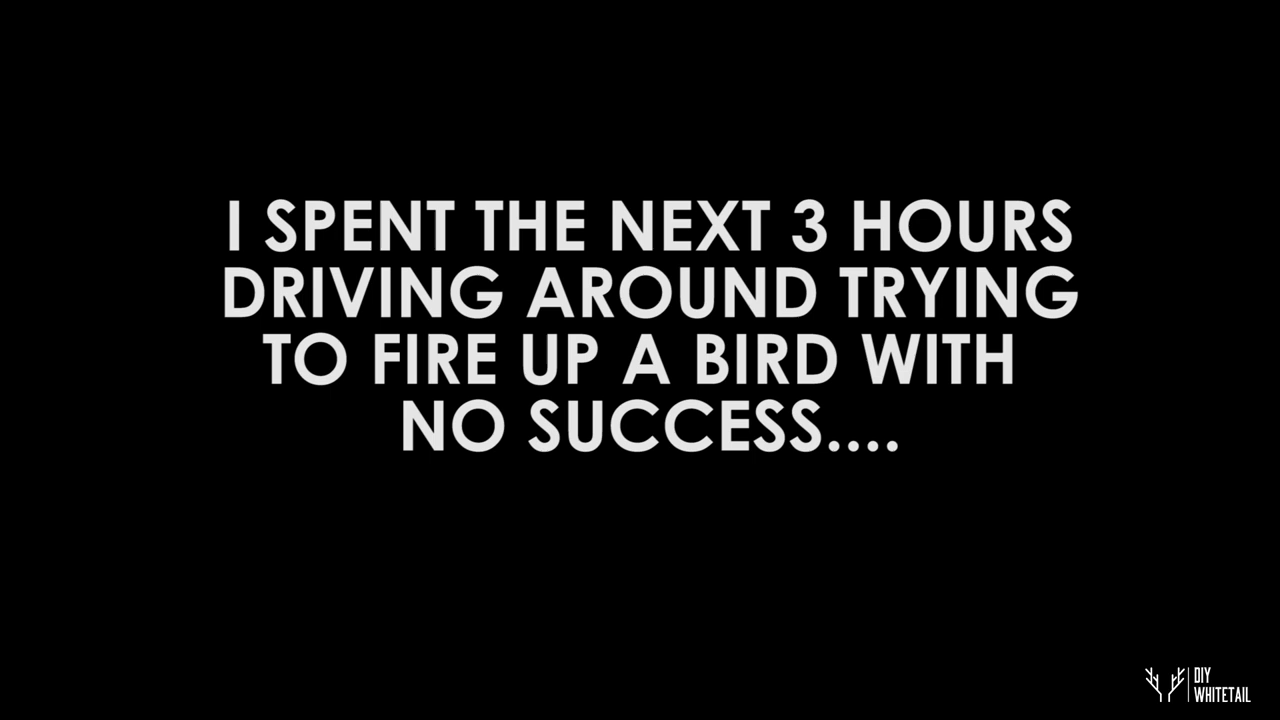 I SPENT THE NEXT 3 HOURS
DRIVING AROUND TRYING
TO FIRE UP A BIRD WITH
NO SUCCESS....
DIY
WHITETAIL